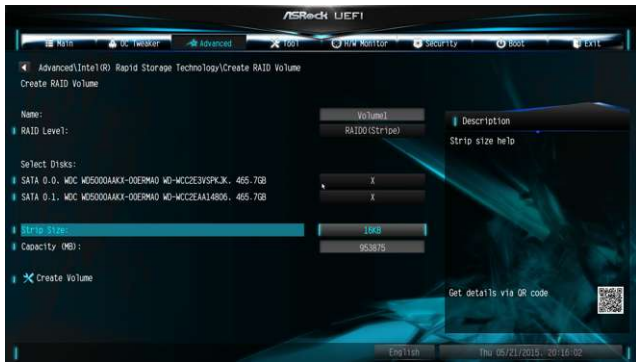 ASRock UEFI
Main OC Tweaker Advanced Tool H/W Monitor Security Boot Exit
Advanced\Intel(R) Rapid Storage Technology\Create RAID Volume
Create RAID Volume
Name: Volume1
RAID Level: RAID0(Stripe)
Select Disks:
SATA 0.0. WDC WD5000AAKX-00ERMA0 WD-WCC2E3VSPKJK. 465.7GB X
SATA 0.1. WDC WD5000AAKX-00ERMA0 WD-WCC2EAA14806. 465.7GB X
Strip Size: 16KB
Capacity (MB): 953875
Create Volume
Description
Strip size help
Get details via QR code
English Thu 05/21/2015. 20:16:02